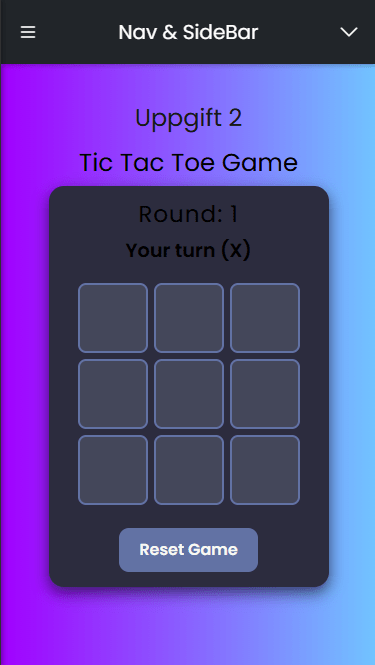 Nav & SideBar
Uppgift 2
Tic Tac Toe Game
Round: 1
Your turn (X)
Reset Game